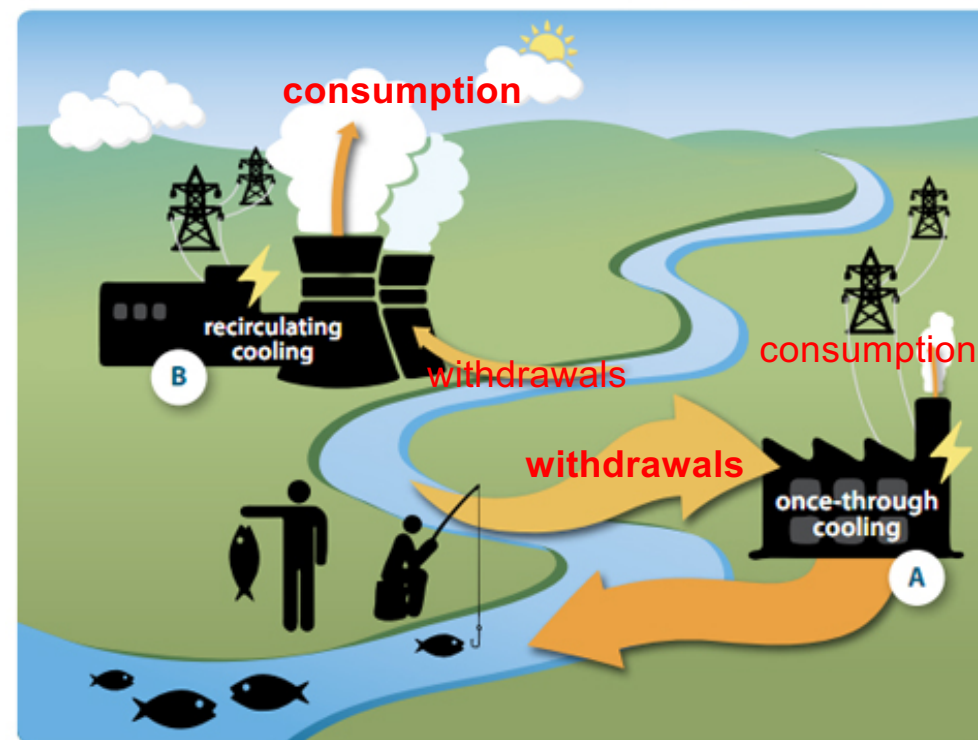 consumption
recirculating
cooling
B
withdrawals
consumption
withdrawals
once-through
cooling
A